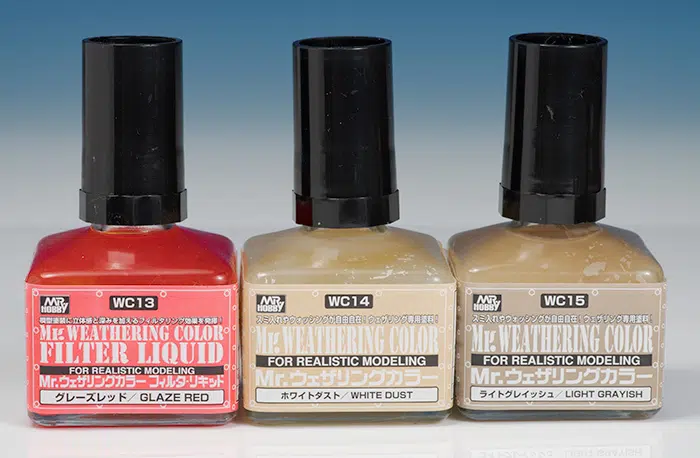 MR HOBBY
WC13
模型塗装に立体感と深みを加えるフィルタリング効果を発揮!
Mr. WEATHERING COLOR
FILTER LIQUID
FOR REALISTIC MODELING
Mr.ウェザリングカラー フィルタ・リキッド
グレーズレッド/GLAZE RED
MR HOBBY
WC14
スミ入れやウォッシングが自由自在!ウェザリング専用塗料!
Mr. WEATHERING COLOR
FOR REALISTIC MODELING
Mr.ウェザリングカラー
ホワイトダスト/WHITE DUST
MR HOBBY
WC15
スミ入れやウォッシングが自由自在!ウェザリング専用塗料!
Mr. WEATHERING COLOR
FOR REALISTIC MODELING
Mr.ウェザリングカラー
ライトグレイッシュ/LIGHT GRAYISH